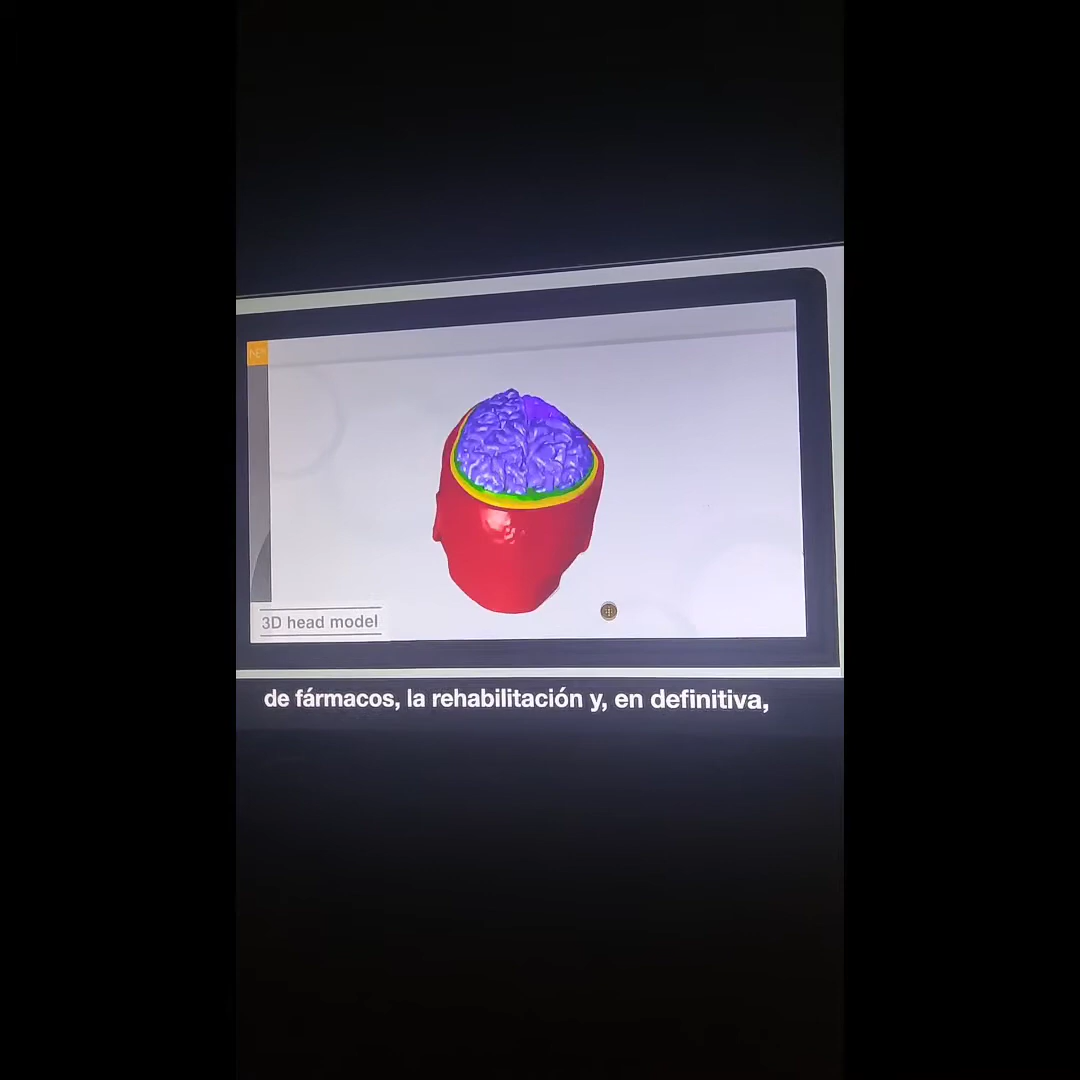 3D head model
de fármacos, la rehabilitación y, en definitiva,